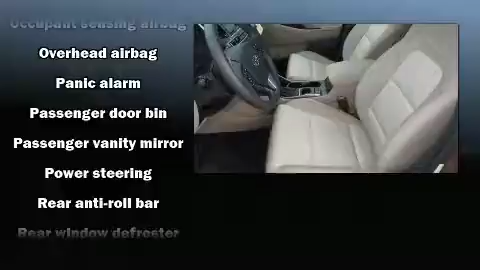 Occupant sensing airbag
Overhead airbag
Panic alarm
Passenger door bin
Passenger vanity mirror
Power steering
Rear anti-roll bar
Rear window defroster